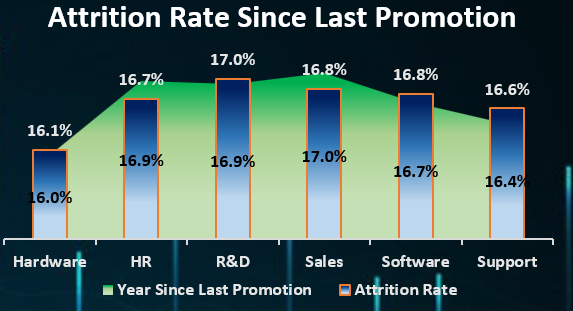 Attrition Rate Since Last Promotion
16.1% 16.7% 17.0% 16.8% 16.8% 16.6%
16.0% 16.9% 16.9% 17.0% 16.7% 16.4%
Hardware HR R&D Sales Software Support
Year Since Last Promotion Attrition Rate